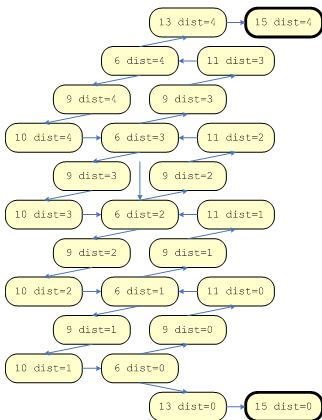 13 dist=4 15 dist=4
6 dist=4 11 dist=3
9 dist=4 9 dist=3
10 dist=4 6 dist=3 11 dist=2
9 dist=3 9 dist=2
10 dist=3 6 dist=2 11 dist=1
9 dist=2 9 dist=1
10 dist=2 6 dist=1 11 dist=0
9 dist=1 9 dist=0
10 dist=1 6 dist=0
13 dist=0 15 dist=0